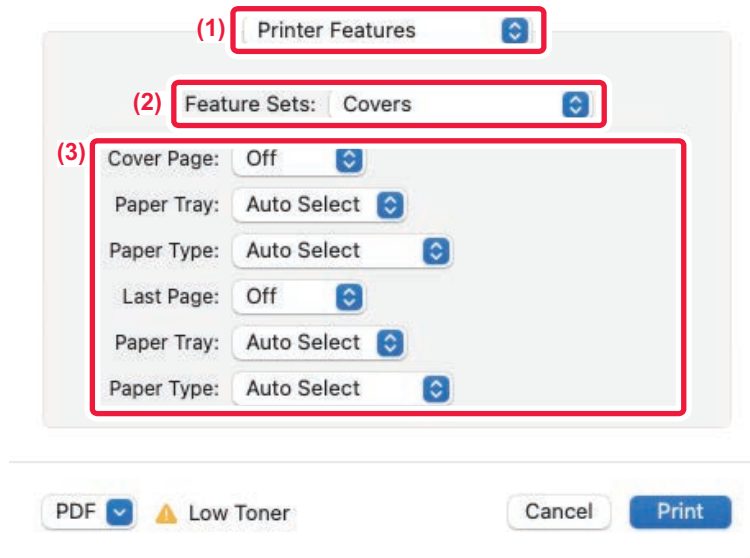 (1) Printer Features
(2) Feature Sets: Covers
(3) Cover Page: Off
Paper Tray: Auto Select
Paper Type: Auto Select
Last Page: Off
Paper Tray: Auto Select
Paper Type: Auto Select
PDF Low Toner Cancel Print